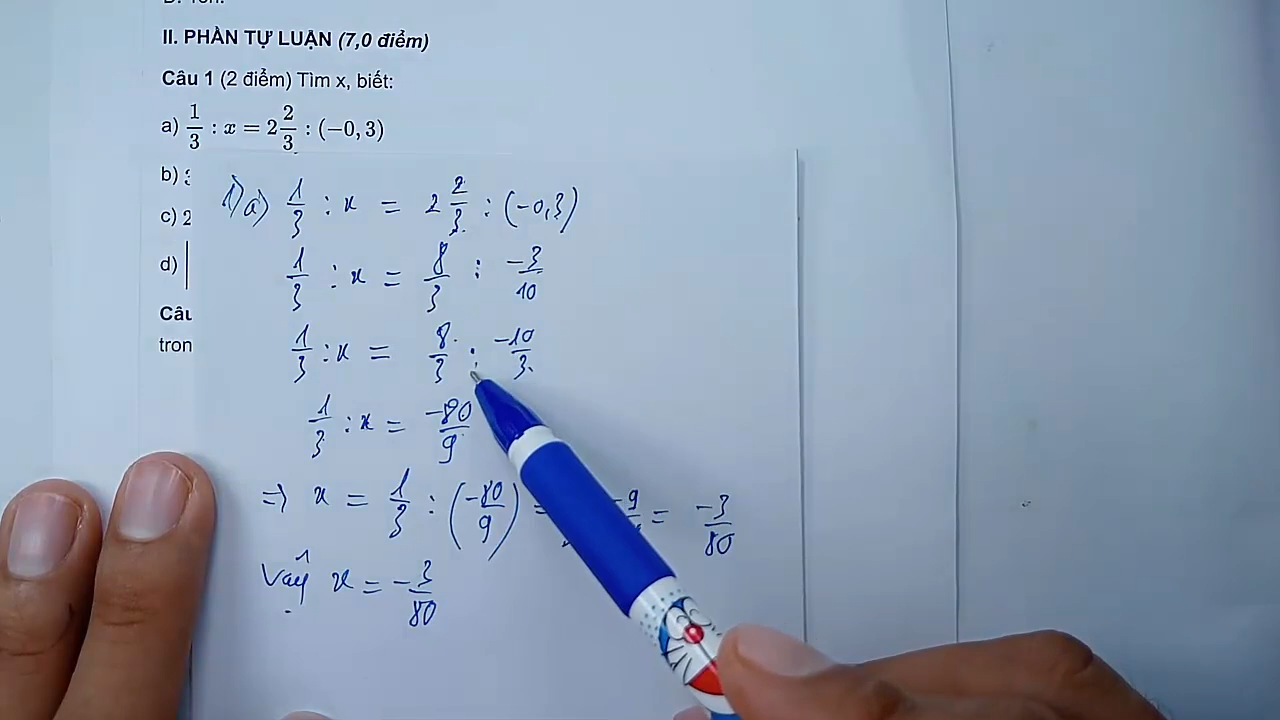 II. PHẦN TỰ LUẬN (7,0 điểm)
Câu 1 (2 điểm) Tìm x, biết:
a) 1/3 : x = 2 2/3 : (−0,3)
b)
c) 2
d) |
Câu
tron
1) a) 1/3 : x = 2 2/3 : (-0,3)
1/3 : x = 8/3 : -3/10
1/3 : x = 8/3 . -10/3
1/3 : x = -80/9
=> x = 1/3 : (-80/9) = -9 = -3/80
Vậy x = -3/80